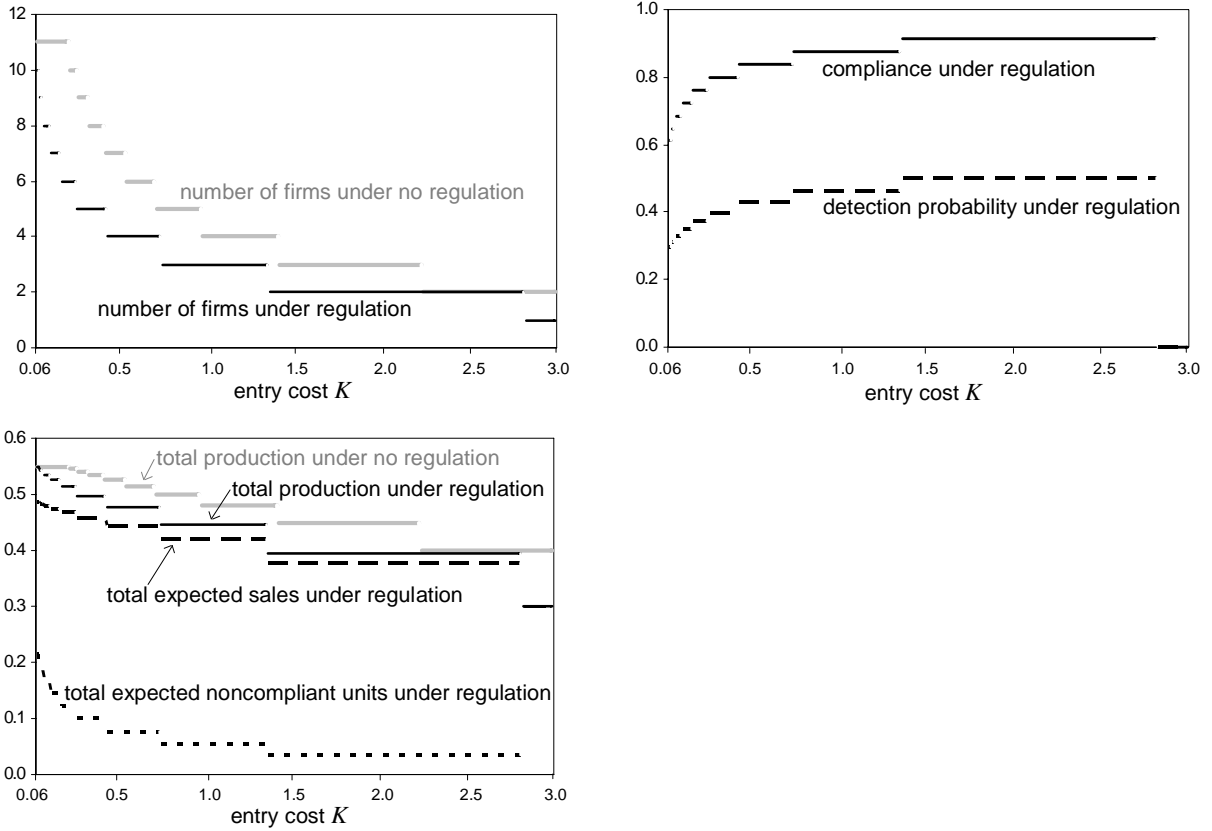 12
10
8
6
4
2
0
number of firms under no regulation
number of firms under regulation
0.06 0.5 1.0 1.5 2.0 2.5 3.0
entry cost K
1.0
0.8
0.6
0.4
0.2
0.0
compliance under regulation
detection probability under regulation
0.06 0.5 1.0 1.5 2.0 2.5 3.0
entry cost K
0.6
0.5
0.4
0.3
0.2
0.1
0.0
total production under no regulation
total production under regulation
total expected sales under regulation
total expected noncompliant units under regulation
0.06 0.5 1.0 1.5 2.0 2.5 3.0
entry cost K